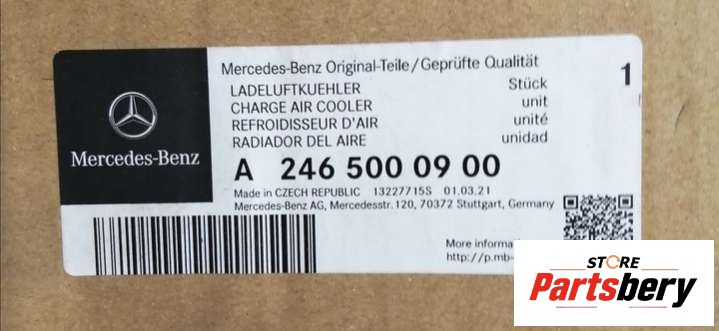 Mercedes-Benz
Mercedes-Benz Original-Teile/Geprüfte Qualität
LADELUFTKUEHLER Stück 1
CHARGE AIR COOLER unit
REFROIDISSEUR D'AIR unité
RADIADOR DEL AIRE unidad
A 246 500 09 00
Made in CZECH REPUBLIC 13227715S 01.03.21
Mercedes-Benz AG, Mercedesstr. 120, 70372 Stuttgart, Germany
More informa
http://p.mb-
STORE
Partsbery